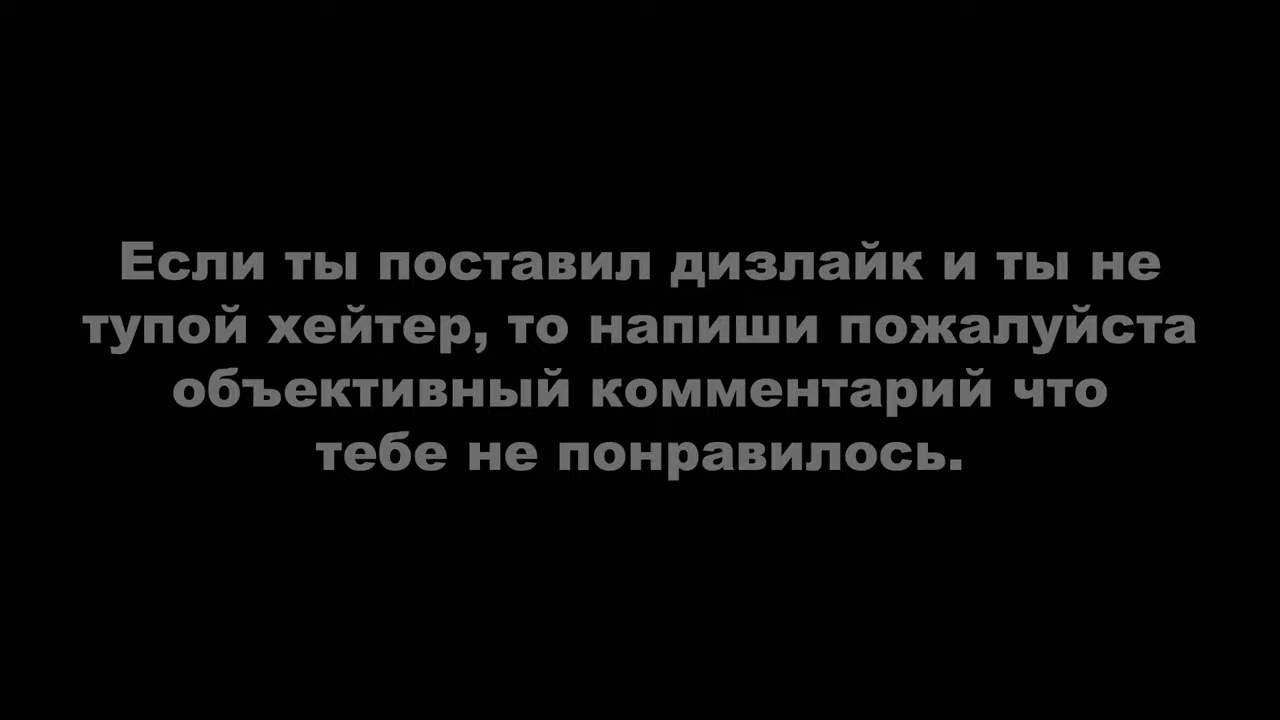 Если ты поставил дизлайк и ты не
тупой хейтер, то напиши пожалуйста
объективный комментарий что
тебе не понравилось.